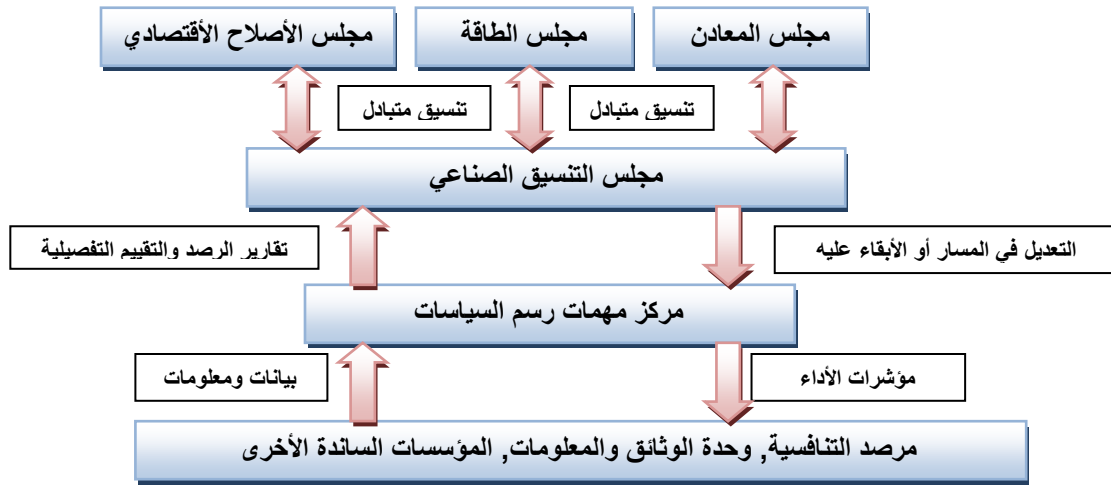 مجلس المعادن
مجلس الطاقة
مجلس الأصلاح الأقتصادي
تنسيق متبادل
تنسيق متبادل
مجلس التنسيق الصناعي
التعديل في المسار أو الأبقاء عليه
تقارير الرصد والتقييم التفصيلية
مركز مهمات رسم السياسات
مؤشرات الأداء
بيانات ومعلومات
مرصد التنافسية, وحدة الوثائق والمعلومات, المؤسسات الساندة الأخرى